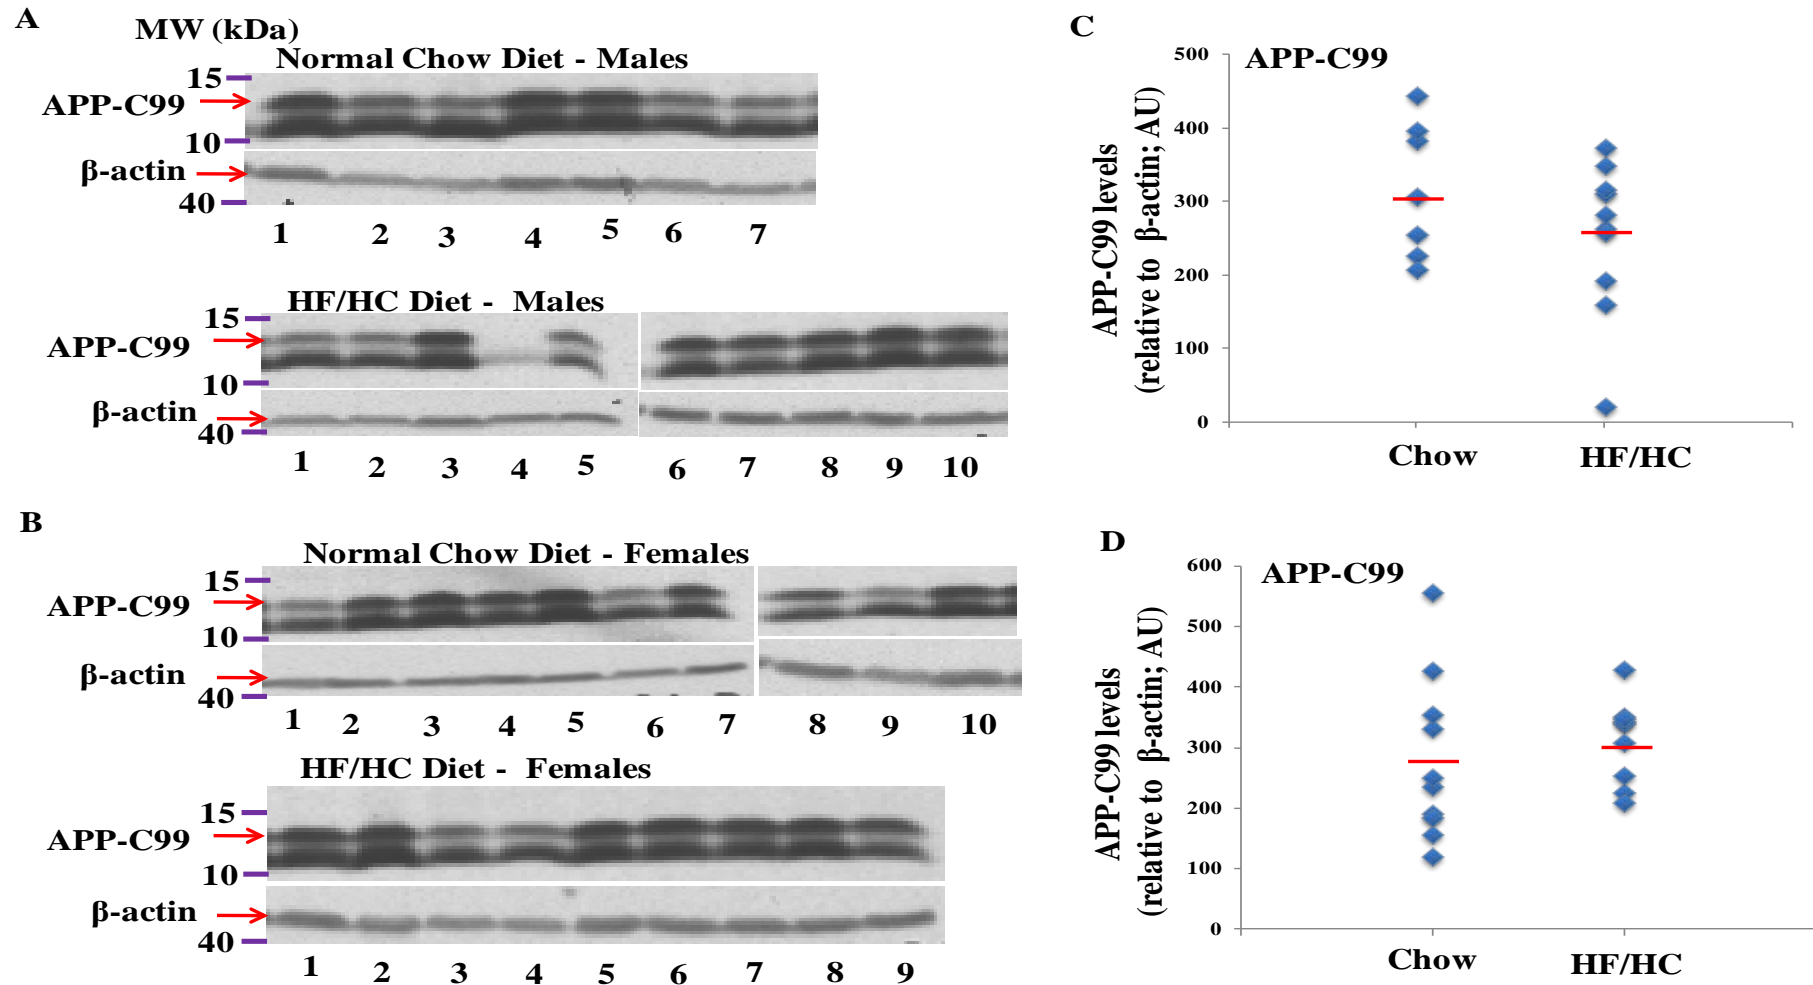 A
MW (kDa)
Normal Chow Diet - Males
15
APP-C99
10
β-actin
40
1 2 3 4 5 6 7
HF/HC Diet - Males
15
APP-C99
10
β-actin
40
1 2 3 4 5 6 7 8 9 10
B
Normal Chow Diet - Females
15
APP-C99
10
β-actin
40
1 2 3 4 5 6 7 8 9 10
HF/HC Diet - Females
15
APP-C99
10
β-actin
40
1 2 3 4 5 6 7 8 9
C
APP-C99
APP-C99 levels
(relative to β-actin; AU)
500
400
300
200
100
0
Chow HF/HC
D
APP-C99
APP-C99 levels
(relative to β-actin; AU)
600
500
400
300
200
100
0
Chow HF/HC